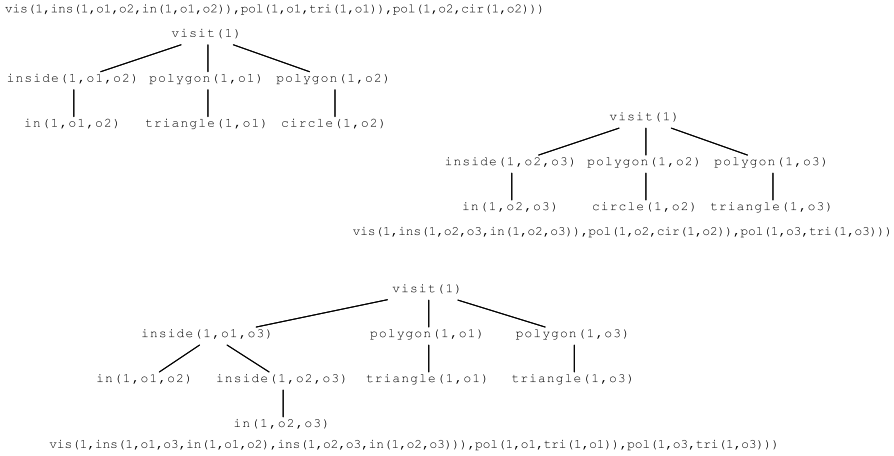 vis(1,ins(1,o1,o2,in(1,o1,o2)),pol(1,o1,tri(1,o1)),pol(1,o2,cir(1,o2)))
visit(1)
inside(1,o1,o2) polygon(1,o1) polygon(1,o2)
in(1,o1,o2) triangle(1,o1) circle(1,o2)
visit(1)
inside(1,o2,o3) polygon(1,o2) polygon(1,o3)
in(1,o2,o3) circle(1,o2) triangle(1,o3)
vis(1,ins(1,o2,o3,in(1,o2,o3)),pol(1,o2,cir(1,o2)),pol(1,o3,tri(1,o3)))
visit(1)
inside(1,o1,o3) polygon(1,o1) polygon(1,o3)
in(1,o1,o2) inside(1,o2,o3) triangle(1,o1) triangle(1,o3)
in(1,o2,o3)
vis(1,ins(1,o1,o3,in(1,o1,o2),ins(1,o2,o3,in(1,o2,o3))),pol(1,o1,tri(1,o1)),pol(1,o3,tri(1,o3)))